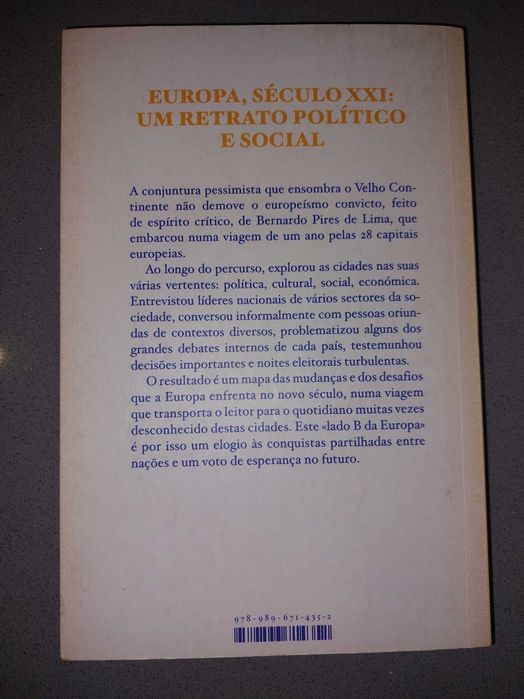 EUROPA, SÉCULO XXI:
UM RETRATO POLÍTICO
E SOCIAL
A conjuntura pessimista que ensombra o Velho Con-
tinente não demove o europeísmo convicto, feito
de espírito crítico, de Bernardo Pires de Lima, que
embarcou numa viagem de um ano pelas 28 capitais
europeias.
Ao longo do percurso, explorou as cidades nas suas
várias vertentes: política, cultural, social, económica.
Entrevistou líderes nacionais de vários sectores da so-
ciedade, conversou informalmente com pessoas oriun-
das de contextos diversos, problematizou alguns dos
grandes debates internos de cada país, testemunhou
decisões importantes e noites eleitorais turbulentas.
O resultado é um mapa das mudanças e dos desafios
que a Europa enfrenta no novo século, numa viagem
que transporta o leitor para o quotidiano muitas vezes
desconhecido destas cidades. Este «lado B da Europa»
é por isso um elogio às conquistas partilhadas entre
nações e um voto de esperança no futuro.
978-989-671-435-2